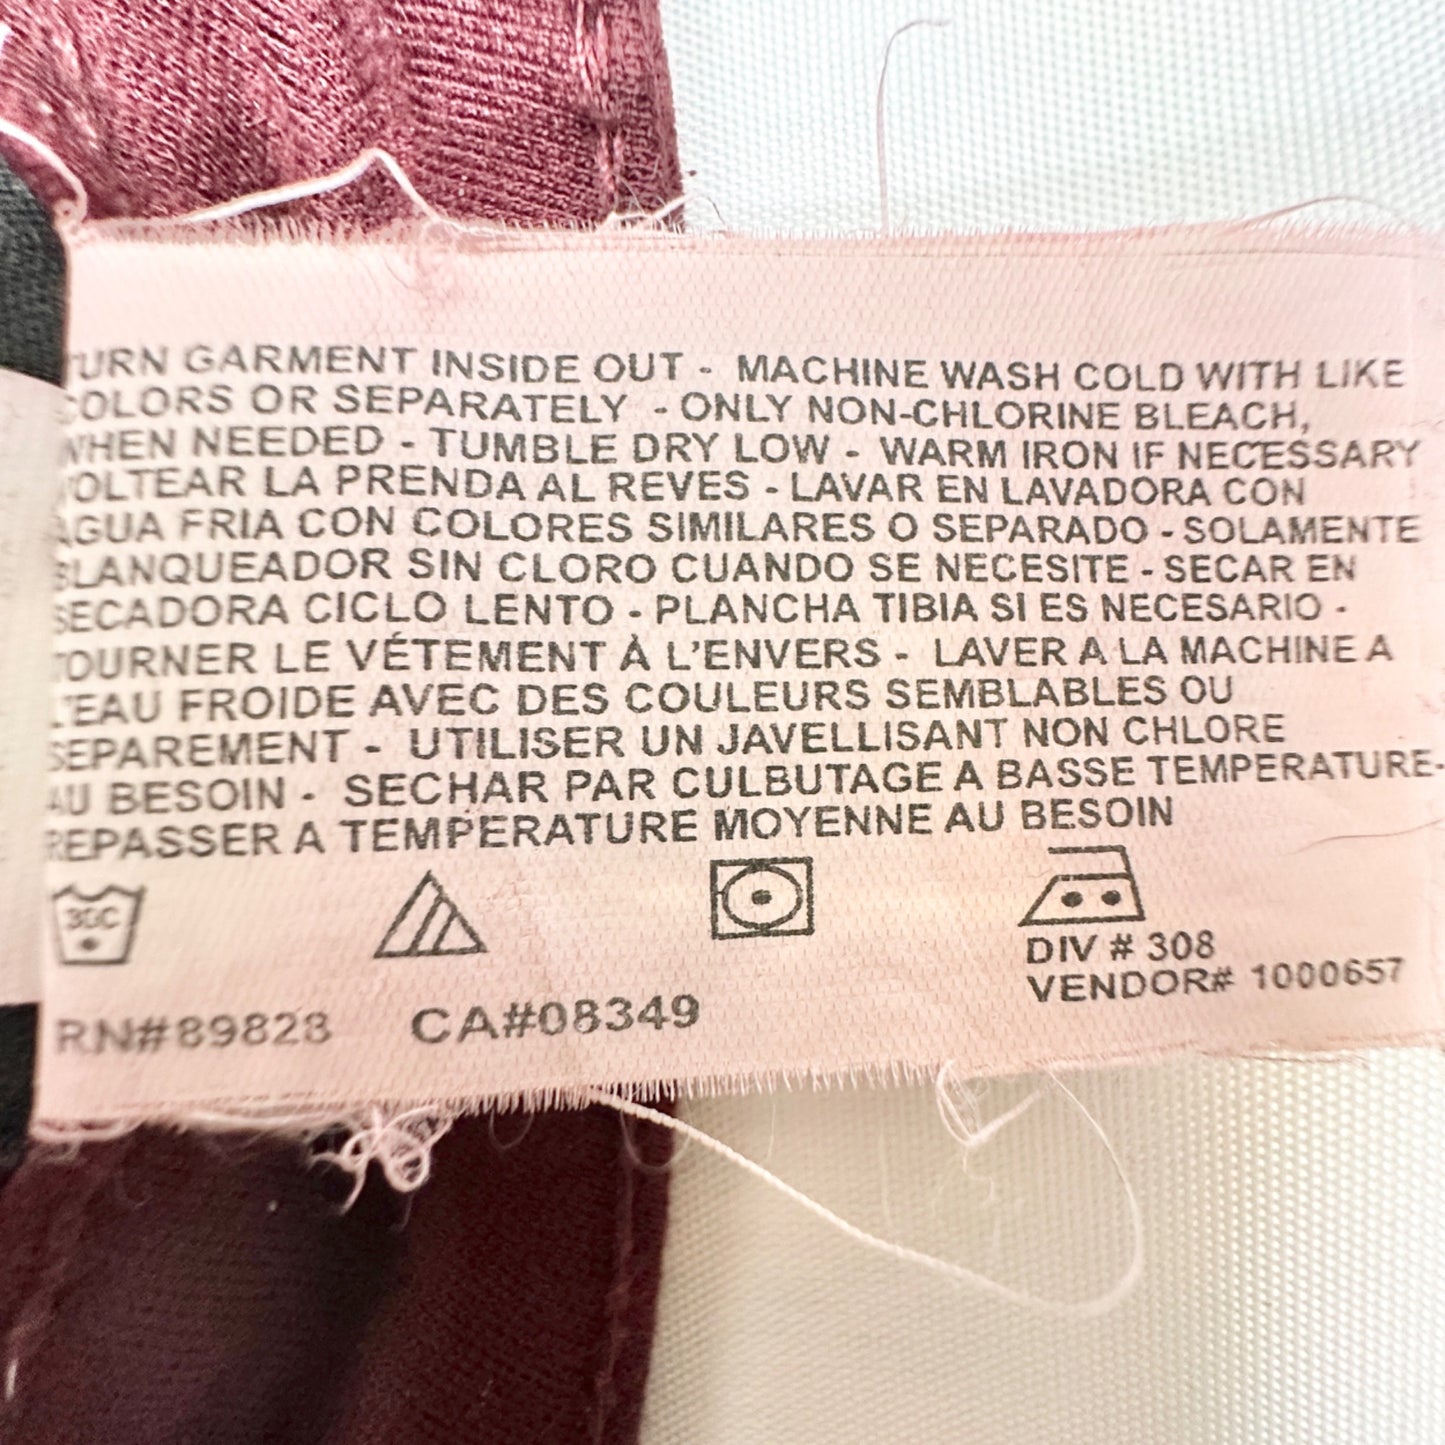 TURN GARMENT INSIDE OUT - MACHINE WASH COLD WITH LIKE
COLORS OR SEPARATELY - ONLY NON-CHLORINE BLEACH,
WHEN NEEDED - TUMBLE DRY LOW - WARM IRON IF NECESSARY
VOLTEAR LA PRENDA AL REVES - LAVAR EN LAVADORA CON
AGUA FRIA CON COLORES SIMILARES O SEPARADO - SOLAMENTE
BLANQUEADOR SIN CLORO CUANDO SE NECESITE - SECAR EN
SECADORA CICLO LENTO - PLANCHA TIBIA SI ES NECESARIO -
TOURNER LE VÉTEMENT À L'ENVERS - LAVER A LA MACHINE A
L'EAU FROIDE AVEC DES COULEURS SEMBLABLES OU
SEPAREMENT - UTILISER UN JAVELLISANT NON CHLORE
AU BESOIN - SECHAR PAR CULBUTAGE A BASSE TEMPERATURE-
REPASSER A TEMPERATURE MOYENNE AU BESOIN
30C
DIV # 308
VENDOR# 1000657
RN#89828 CA#08349